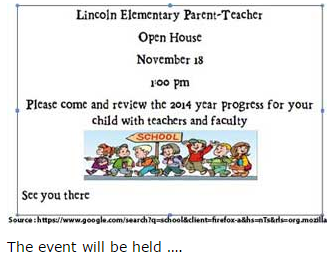 Lincoln Elementary Parent-Teacher
Open House
November 18
1:00 pm
Please come and review the 2014 year progress for your
child with teachers and faculty
SCHOOL
See you there
Source : https://www.google.com/search?q=school&client=firefox-a&hs=nTs&rls=org.mozilla
The event will be held ....